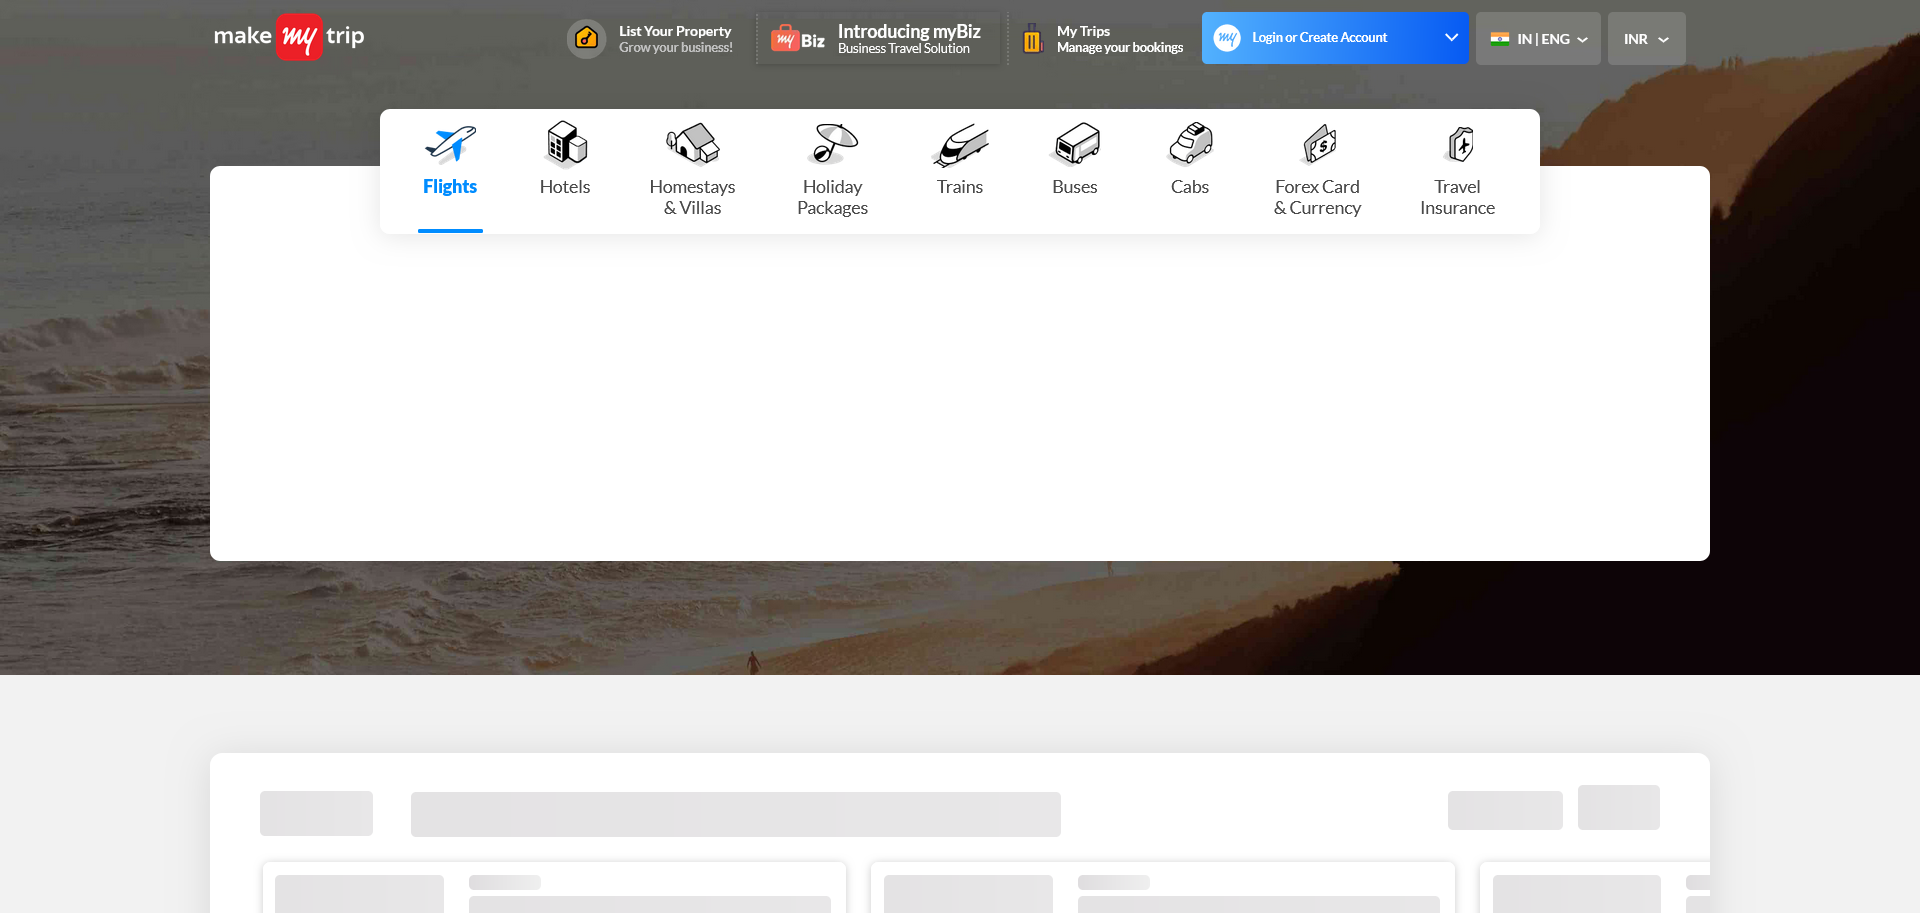 make my trip
List Your Property
Grow your business!
my Biz
Introducing myBiz
Business Travel Solution
My Trips
Manage your bookings
my
Login or Create Account
IN | ENG
INR
Flights
Hotels
Homestays
& Villas
Holiday
Packages
Trains
Buses
Cabs
Forex Card
& Currency
Travel
Insurance